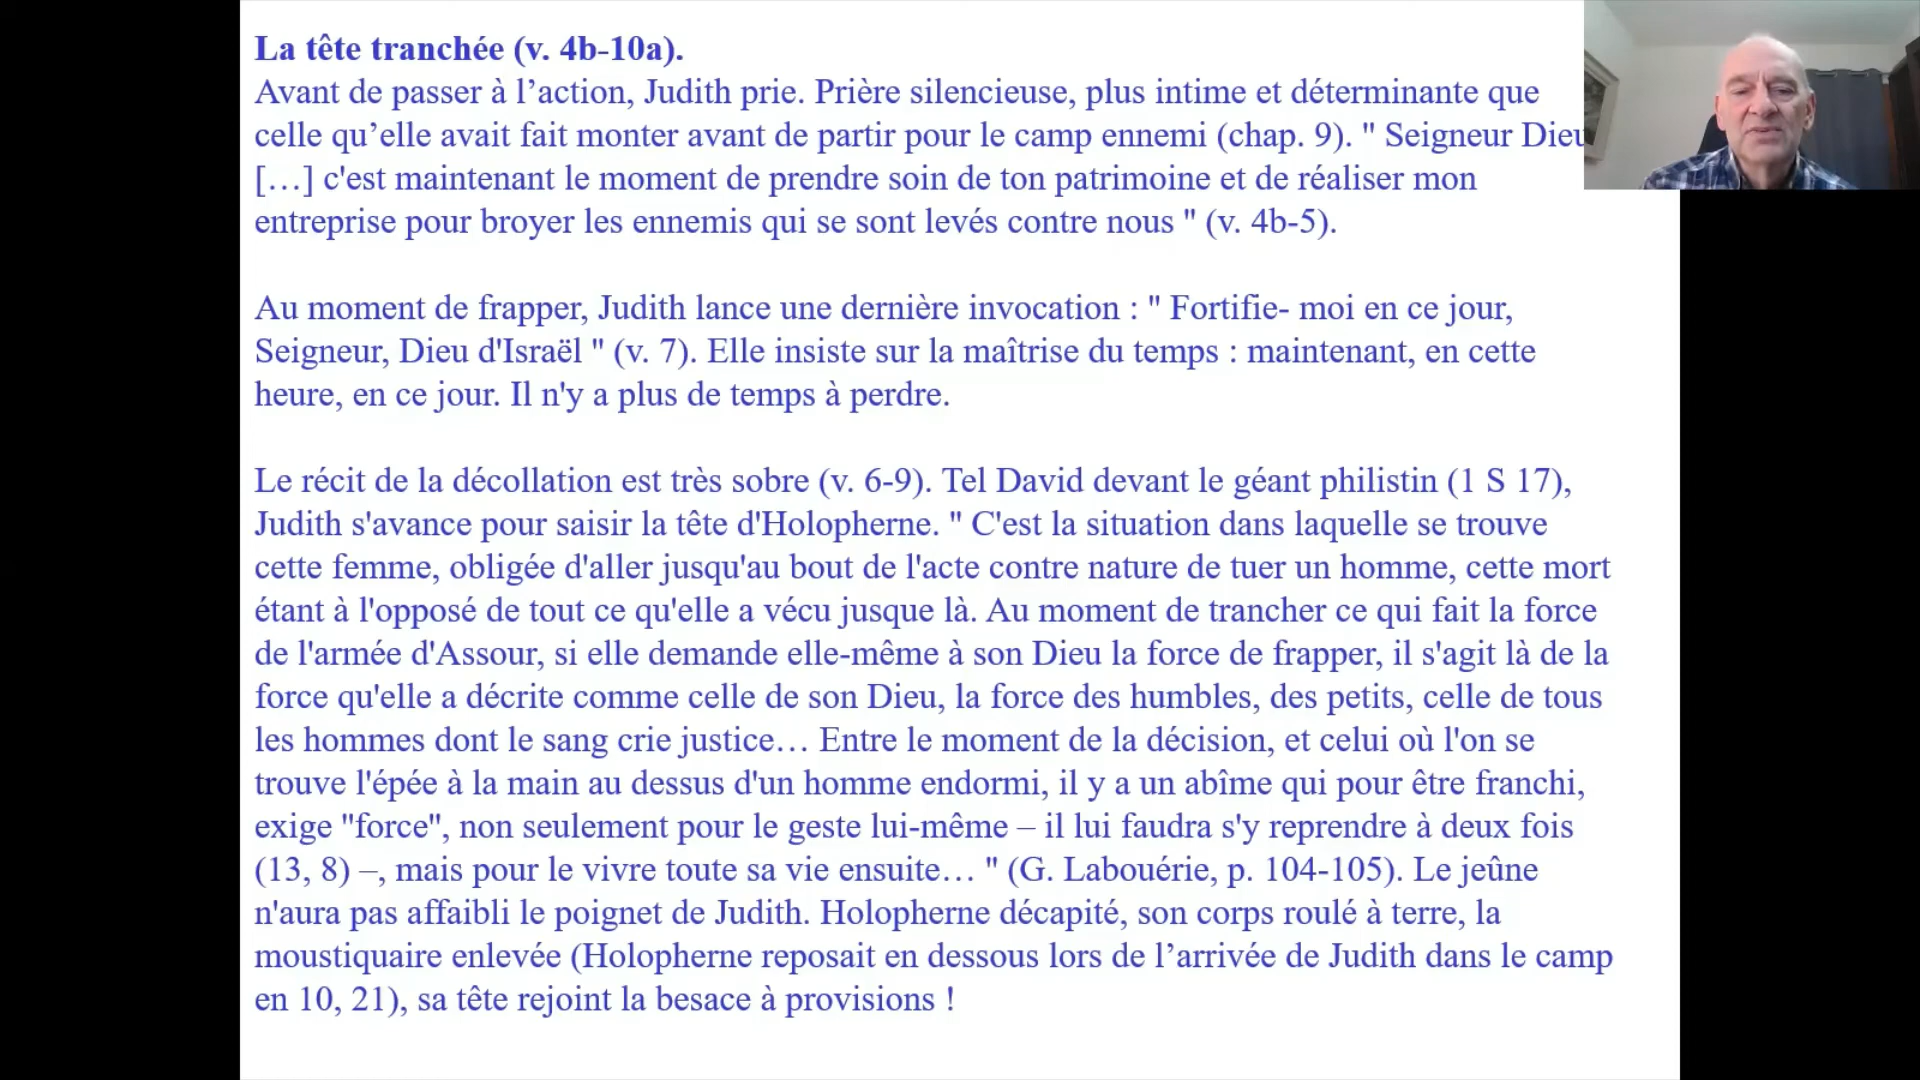 La tête tranchée (v. 4b-10a).
Avant de passer à l’action, Judith prie. Prière silencieuse, plus intime et déterminante que
celle qu’elle avait fait monter avant de partir pour le camp ennemi (chap. 9). " Seigneur Dieu
[…] c'est maintenant le moment de prendre soin de ton patrimoine et de réaliser mon
entreprise pour broyer les ennemis qui se sont levés contre nous " (v. 4b-5).
Au moment de frapper, Judith lance une dernière invocation : " Fortifie- moi en ce jour,
Seigneur, Dieu d'Israël " (v. 7). Elle insiste sur la maîtrise du temps : maintenant, en cette
heure, en ce jour. Il n'y a plus de temps à perdre.
Le récit de la décollation est très sobre (v. 6-9). Tel David devant le géant philistin (1 S 17),
Judith s'avance pour saisir la tête d'Holopherne. " C'est la situation dans laquelle se trouve
cette femme, obligée d'aller jusqu'au bout de l'acte contre nature de tuer un homme, cette mort
étant à l'opposé de tout ce qu'elle a vécu jusque là. Au moment de trancher ce qui fait la force
de l'armée d'Assour, si elle demande elle-même à son Dieu la force de frapper, il s'agit là de la
force qu'elle a décrite comme celle de son Dieu, la force des humbles, des petits, celle de tous
les hommes dont le sang crie justice… Entre le moment de la décision, et celui où l'on se
trouve l'épée à la main au dessus d'un homme endormi, il y a un abîme qui pour être franchi,
exige "force", non seulement pour le geste lui-même – il lui faudra s'y reprendre à deux fois
(13, 8) –, mais pour le vivre toute sa vie ensuite… " (G. Labouérie, p. 104-105). Le jeûne
n'aura pas affaibli le poignet de Judith. Holopherne décapité, son corps roulé à terre, la
moustiquaire enlevée (Holopherne reposait en dessous lors de l’arrivée de Judith dans le camp
en 10, 21), sa tête rejoint la besace à provisions !